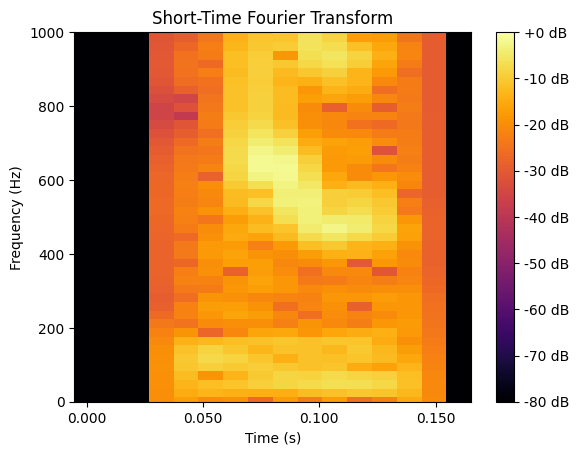 Short-Time Fourier Transform
1000
800
600
400
200
0
Frequency (Hz)
0.000
0.050
0.100
0.150
Time (s)
+0 dB
-10 dB
-20 dB
-30 dB
-40 dB
-50 dB
-60 dB
-70 dB
-80 dB